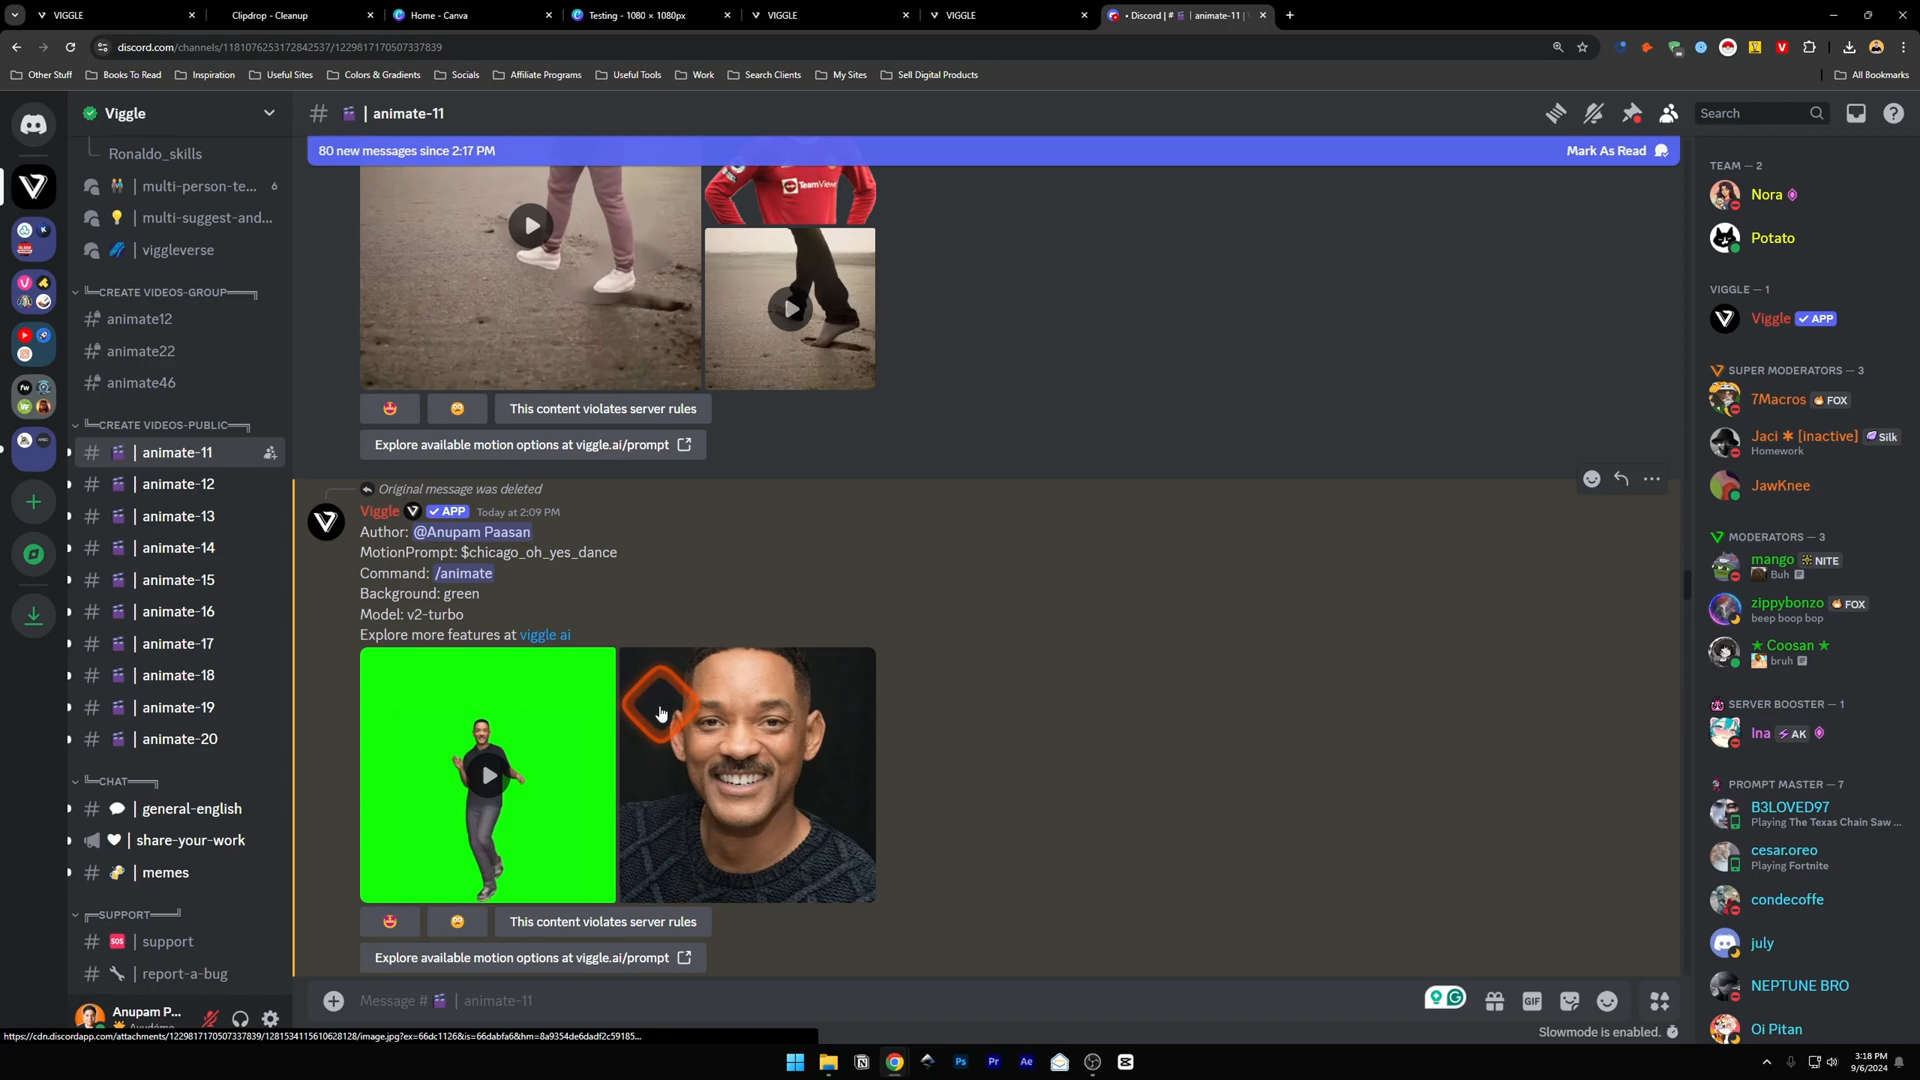 VIGGLE
Clipdrop - Cleanup
Home - Canva
Testing - 1080 × 1080px
VIGGLE
VIGGLE
• Discord | # | animate-11 |
discord.com/channels/1181076253172842537/1229817170507337839
Other Stuff
Books To Read
Inspiration
Useful Sites
Colors & Gradients
Socials
Affiliate Programs
Useful Tools
Work
Search Clients
My Sites
Sell Digital Products
All Bookmarks
Viggle
Ronaldo_skills
multi-person-te... 6
multi-suggest-and...
viggleverse
CREATE VIDEOS-GROUP
animate12
animate22
animate46
CREATE VIDEOS-PUBLIC
| animate-11
| animate-12
| animate-13
| animate-14
| animate-15
| animate-16
| animate-17
| animate-18
| animate-19
| animate-20
CHAT
| general-english
| share-your-work
| memes
SUPPORT
| support
| report-a-bug
Anupam P...
# | animate-11
Search
80 new messages since 2:17 PM
Mark As Read
TeamViewer
This content violates server rules
Explore available motion options at viggle.ai/prompt
Original message was deleted
Viggle APP Today at 2:09 PM
Author: @Anupam Paasan
MotionPrompt: $chicago_oh_yes_dance
Command: /animate
Background: green
Model: v2-turbo
Explore more features at viggle ai
This content violates server rules
Explore available motion options at viggle.ai/prompt
Message # | animate-11
GIF
Slowmode is enabled.
TEAM — 2
Nora
Potato
VIGGLE — 1
Viggle APP
SUPER MODERATORS — 3
7Macros FOX
Jaci ✱ [inactive] Silk
Homework
JawKnee
MODERATORS — 3
mango NITE
Buh
zippybonzo FOX
beep boop bop
★ Coosan ★
bruh
SERVER BOOSTER — 1
Ina AK
PROMPT MASTER — 7
B3LOVED97
Playing The Texas Chain Saw ...
cesar.oreo
Playing Fortnite
condecoffe
july
NEPTUNE BRO
Oi Pitan
Ps
Pr
Ae
3:18 PM
9/6/2024